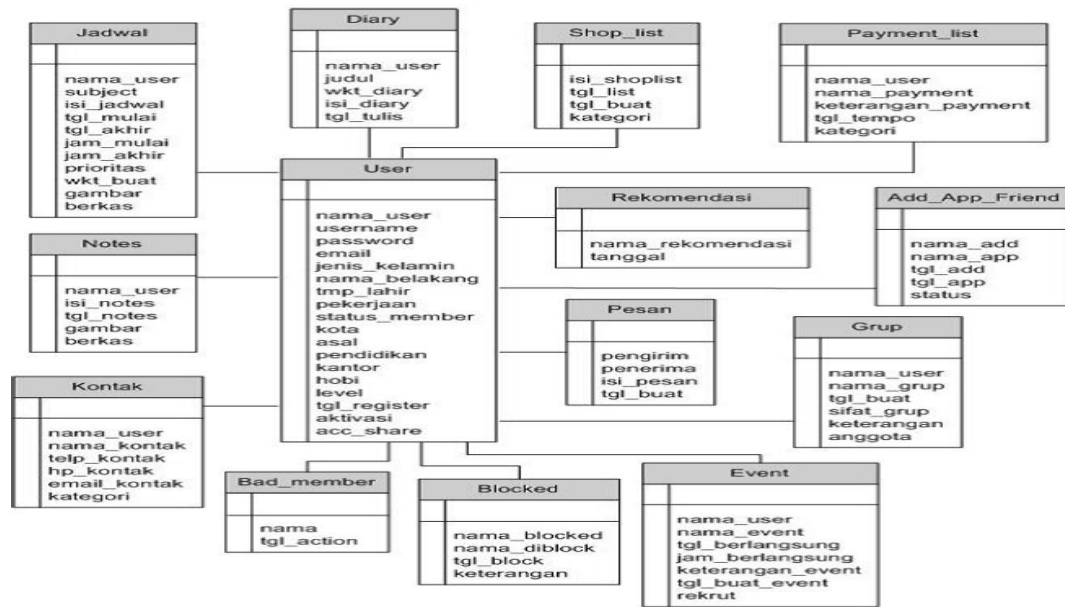 Jadwal
nama_user
subject
isi_jadwal
tgl_mulai
tgl_akhir
jam_mulai
jam_akhir
prioritas
wkt_buat
gambar
berkas
Diary
nama_user
judul
wkt_diary
isi_diary
tgl_tulis
Shop_list
isi_shoplist
tgl_list
tgl_buat
kategori
Payment_list
nama_user
nama_payment
keterangan_payment
tgl_tempo
kategori
User
nama_user
username
password
email
jenis_kelamin
nama_belakang
tmp_lahir
pekerjaan
status_member
kota
asal
pendidikan
kantor
hobi
level
tgl_register
aktivasi
acc_share
Rekomendasi
nama_rekomendasi
tanggal
Add_App_Friend
nama_add
nama_app
tgl_add
tgl_app
status
Notes
nama_user
isi_notes
tgl_notes
gambar
berkas
Pesan
pengirim
penerima
isi_pesan
tgl_buat
Grup
nama_user
nama_grup
tgl_buat
sifat_grup
keterangan
anggota
Kontak
nama_user
nama_kontak
telp_kontak
hp_kontak
email_kontak
kategori
Bad_member
nama
tgl_action
Blocked
nama_blocked
nama_diblock
tgl_block
keterangan
Event
nama_user
nama_event
tgl_berlangsung
jam_berlangsung
keterangan_event
tgl_buat_event
rekrut